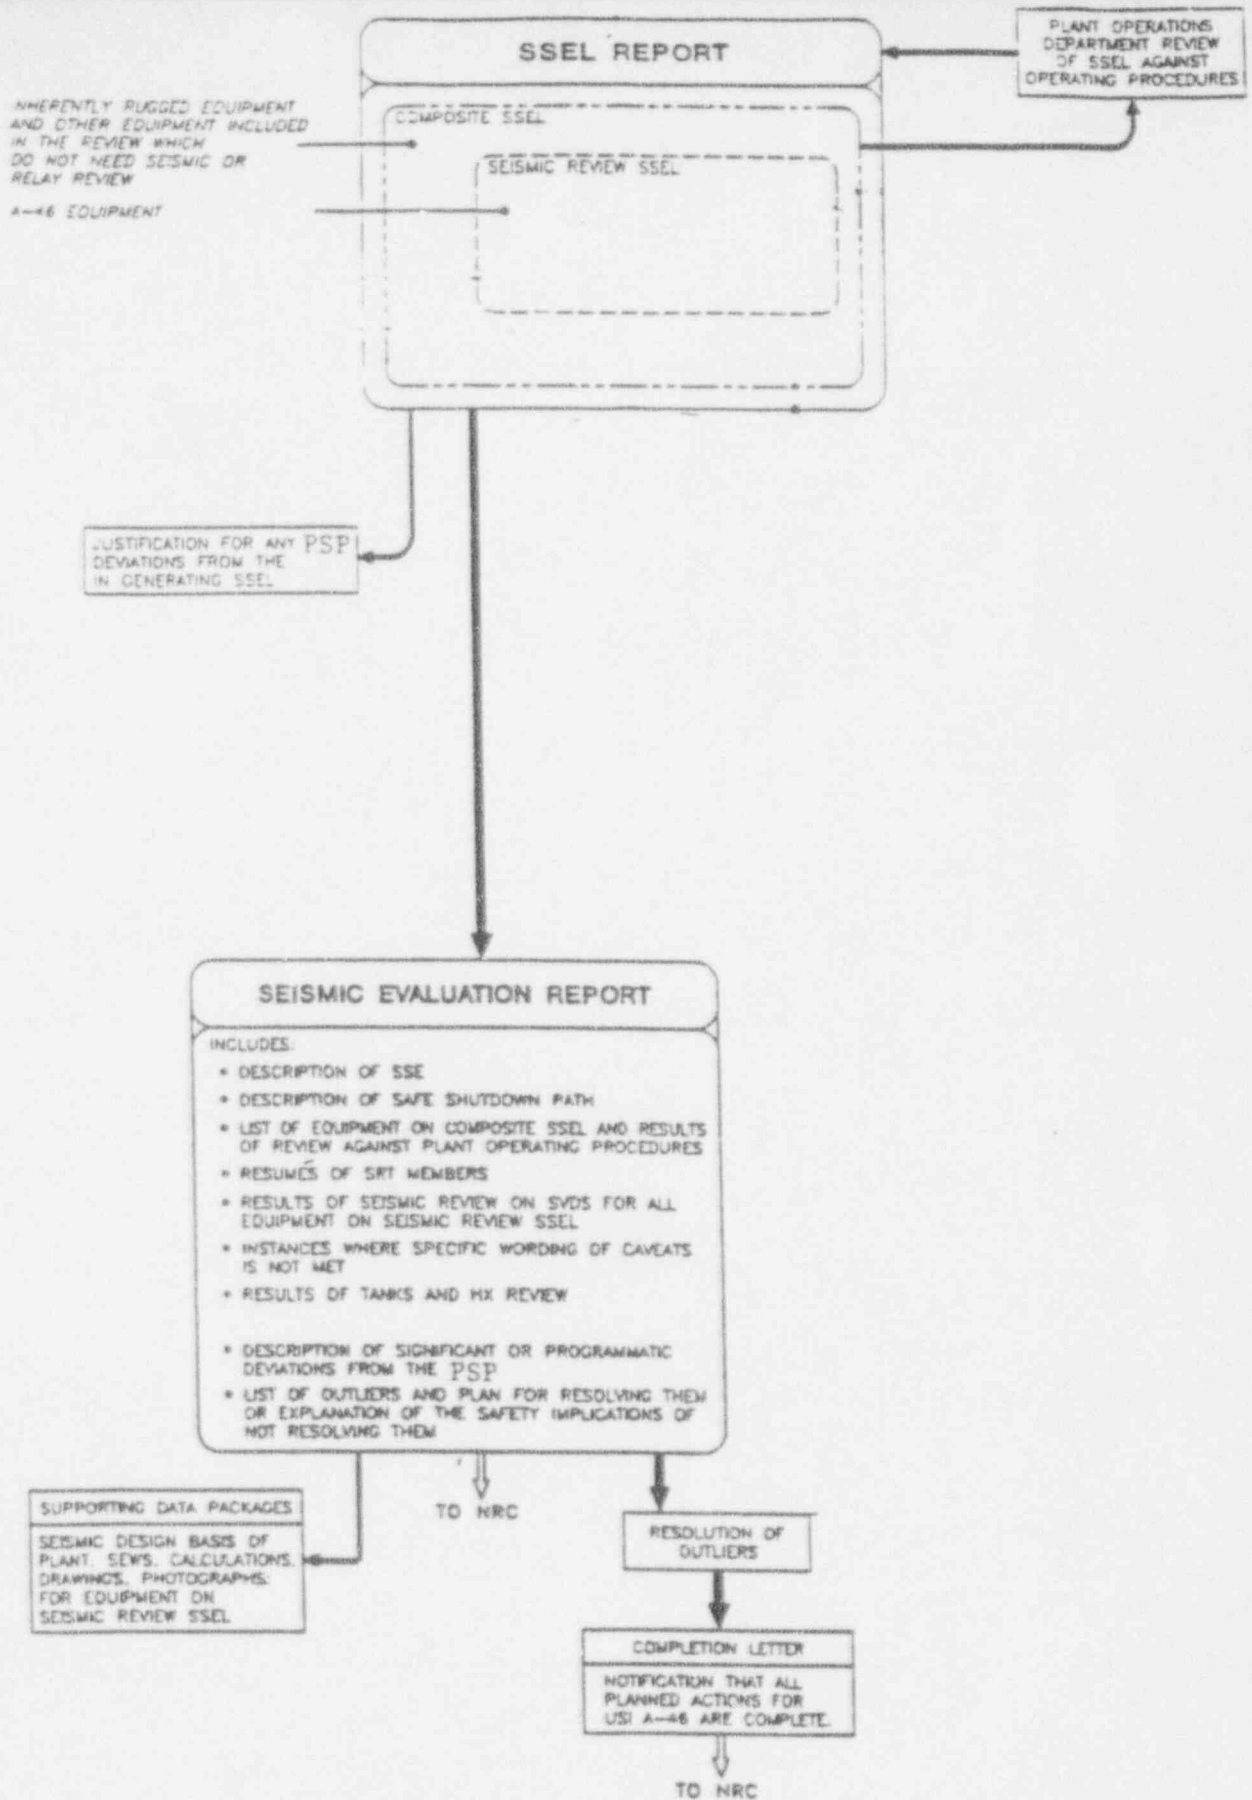 SSEL REPORT
PLANT OPERATIONS
DEPARTMENT REVIEW
OF SSEL AGAINST
OPERATING PROCEDURES
INHERENTLY RUGGED EQUIPMENT
AND OTHER EQUIPMENT INCLUDED
IN THE REVIEW WHICH
DO NOT NEED SEISMIC OR
RELAY REVIEW
A-46 EQUIPMENT
COMPOSITE SSEL
SEISMIC REVIEW SSEL
JUSTIFICATION FOR ANY PSP
DEVIATIONS FROM THE
IN GENERATING SSEL
SEISMIC EVALUATION REPORT
INCLUDES:
• DESCRIPTION OF SSE
• DESCRIPTION OF SAFE SHUTDOWN PATH
• LIST OF EQUIPMENT ON COMPOSITE SSEL AND RESULTS
OF REVIEW AGAINST PLANT OPERATING PROCEDURES
• RESUMÉS OF SRT MEMBERS
• RESULTS OF SEISMIC REVIEW ON SVDS FOR ALL
EQUIPMENT ON SEISMIC REVIEW SSEL
• INSTANCES WHERE SPECIFIC WORDING OF CAVEATS
IS NOT MET
• RESULTS OF TANKS AND HX REVIEW
• DESCRIPTION OF SIGNIFICANT OR PROGRAMMATIC
DEVIATIONS FROM THE PSP
• LIST OF OUTLIERS AND PLAN FOR RESOLVING THEM
OR EXPLANATION OF THE SAFETY IMPLICATIONS OF
NOT RESOLVING THEM
SUPPORTING DATA PACKAGES
SEISMIC DESIGN BASIS OF
PLANT, SEWS, CALCULATIONS,
DRAWINGS, PHOTOGRAPHS;
FOR EQUIPMENT ON
SEISMIC REVIEW SSEL
TO NRC
RESOLUTION OF
OUTLIERS
COMPLETION LETTER
NOTIFICATION THAT ALL
PLANNED ACTIONS FOR
USI A-46 ARE COMPLETE.
TO NRC